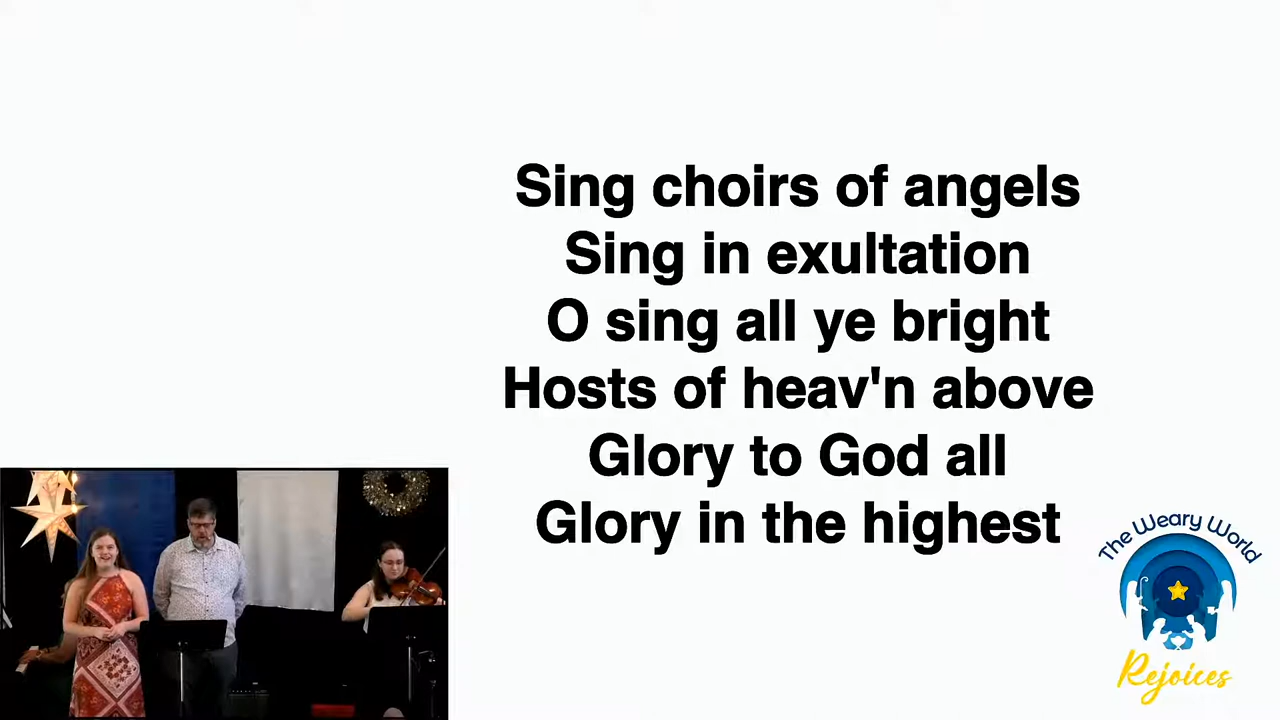 Sing choirs of angels
Sing in exultation
O sing all ye bright
Hosts of heav'n above
Glory to God all
Glory in the highest
The Weary World
Rejoices